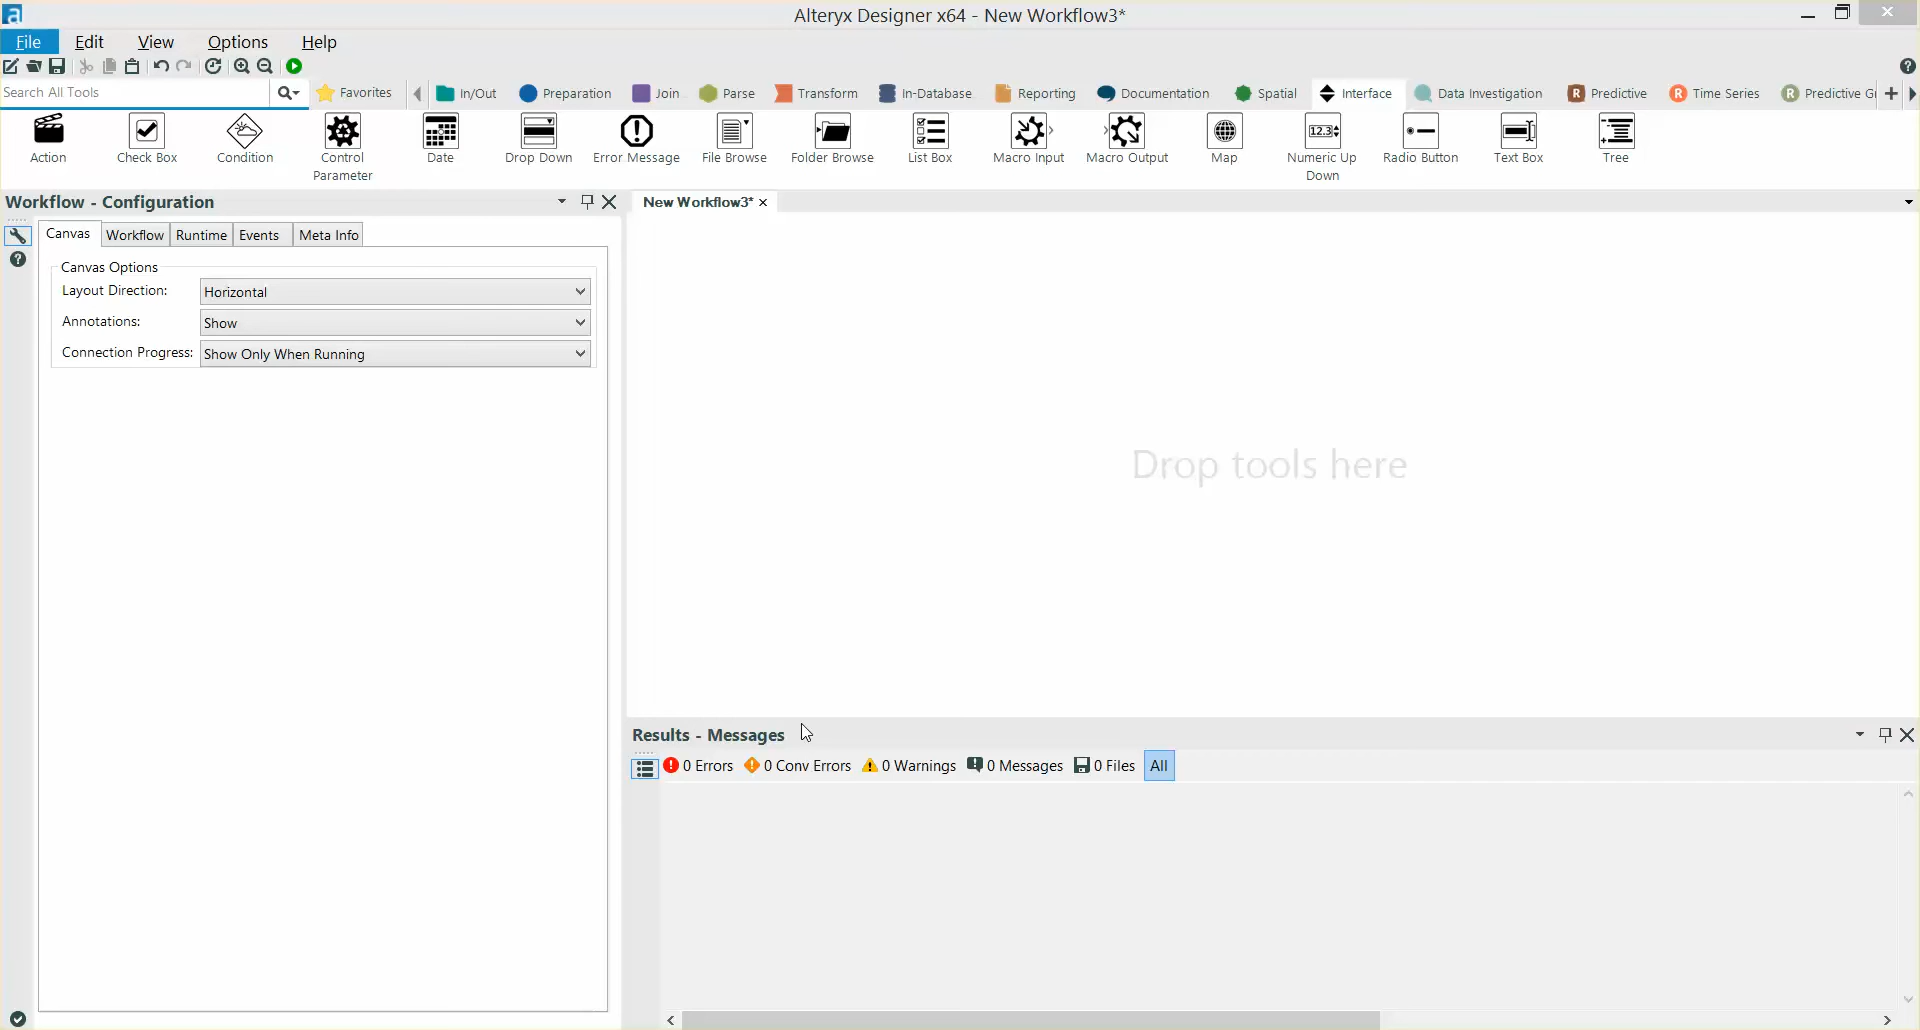 Alteryx Designer x64 - New Workflow3*
File Edit View Options Help
Search All Tools Favorites In/Out Preparation Join Parse Transform In-Database Reporting Documentation Spatial Interface Data Investigation Predictive Time Series Predictive
Action Check Box Condition Control Parameter Date Drop Down Error Message File Browse Folder Browse List Box Macro Input Macro Output Map Numeric Up Down Radio Button Text Box Tree
Workflow - Configuration
New Workflow3*
Canvas Workflow Runtime Events Meta Info
Canvas Options
Layout Direction: Horizontal
Annotations: Show
Connection Progress: Show Only When Running
Drop tools here
Results - Messages
0 Errors 0 Conv Errors 0 Warnings 0 Messages 0 Files All